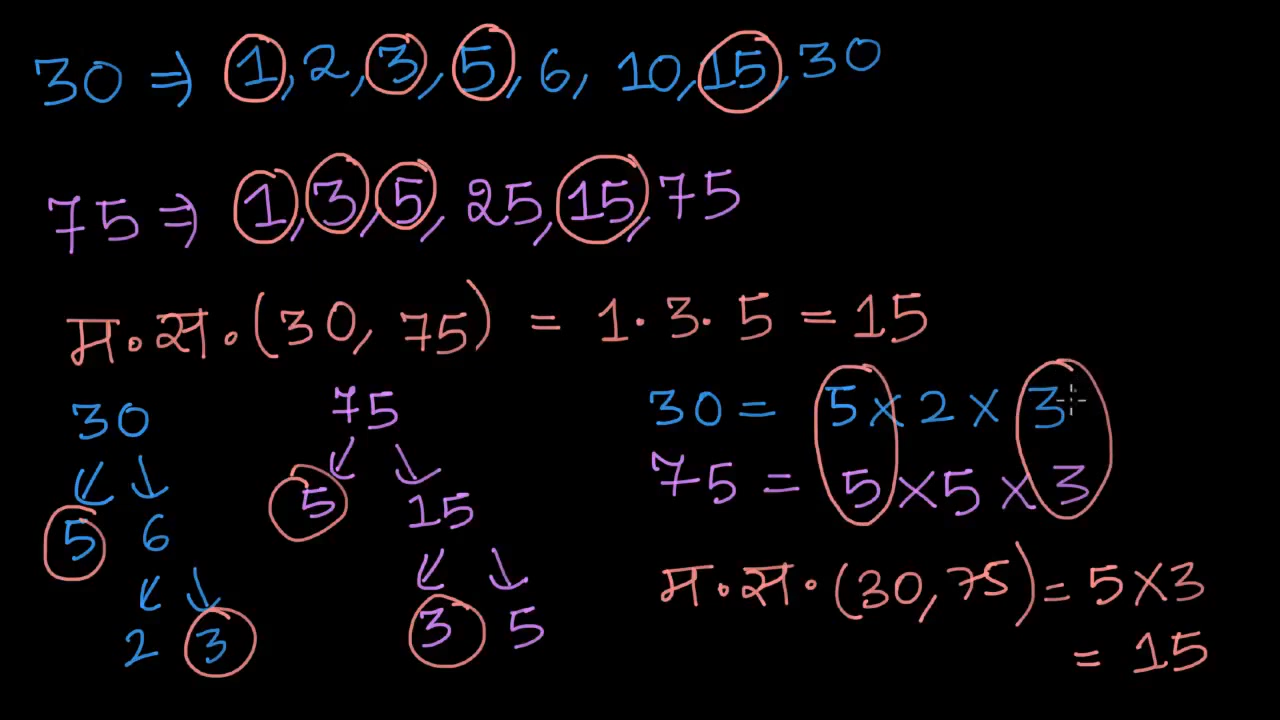 30 ⇒ 1, 2, 3, 5, 6, 10, 15, 30
75 ⇒ 1, 3, 5, 25, 15, 75
म.स.(30, 75) = 1·3·5 = 15
30
5 6
2 3
75
5 15
3 5
30 = 5 × 2 × 3
75 = 5 × 5 × 3
म.स.(30, 75) = 5 × 3
= 15